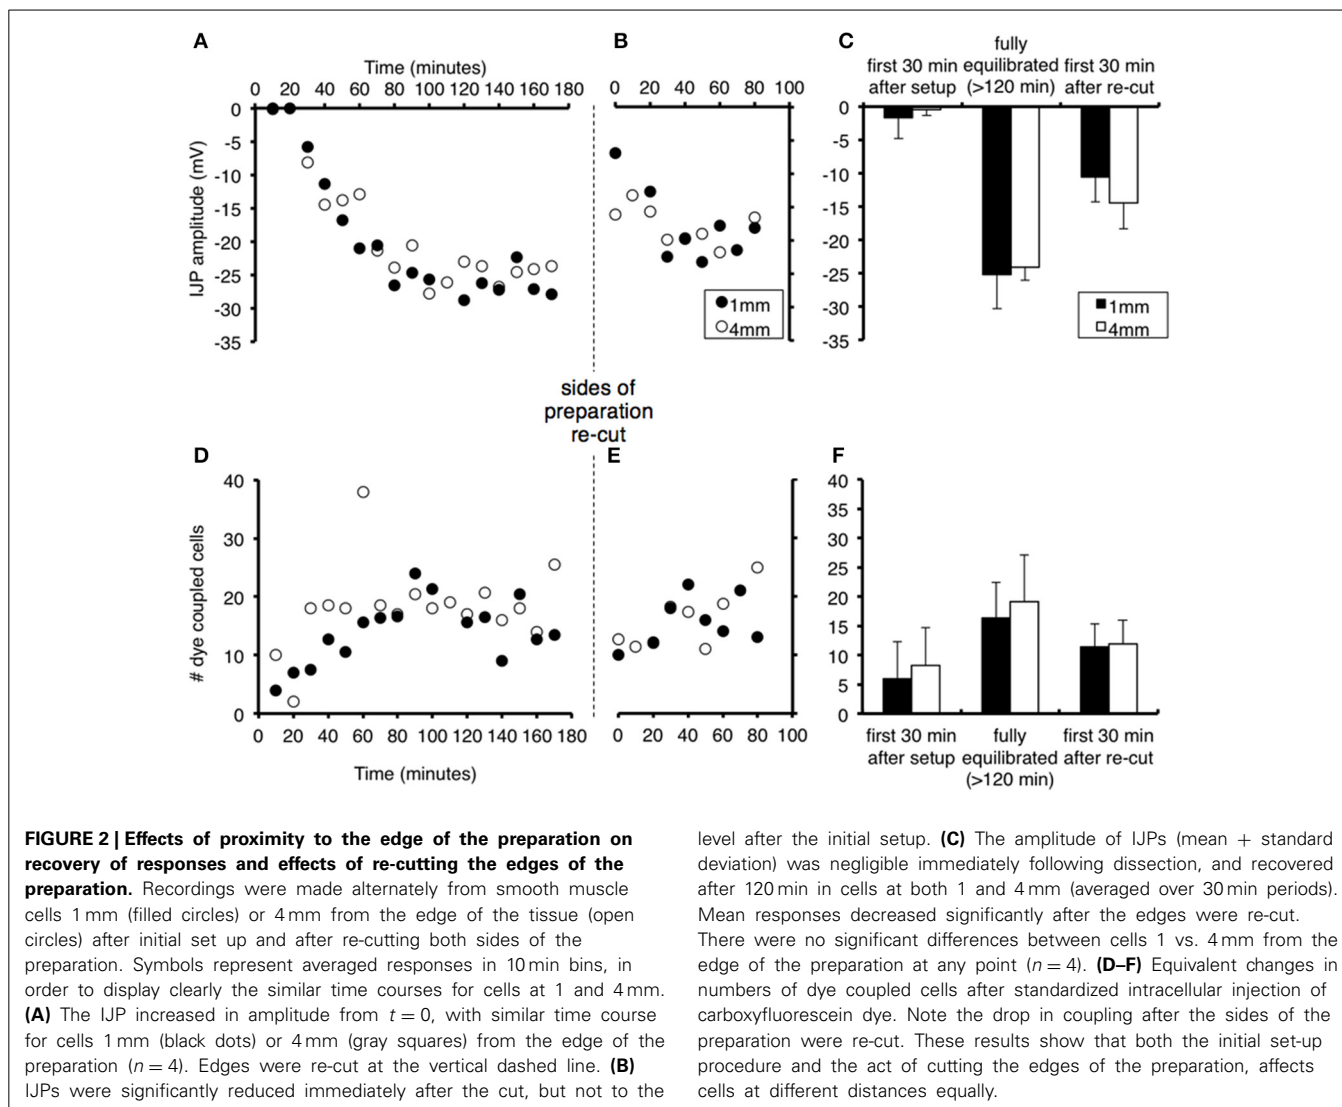 A
B
C
Time (minutes)
0 20 40 60 80 100 120 140 160 180
0 20 40 60 80 100
fully
first 30 min equilibrated first 30 min
after setup (>120 min) after re-cut
IJP amplitude (mV)
0
-5
-10
-15
-20
-25
-30
-35
1mm
4mm
0
-5
-10
-15
-20
-25
-30
-35
1mm
4mm
sides of
preparation
re-cut
D
E
F
# dye coupled cells
40
30
20
10
0
0 20 40 60 80 100 120 140 160 180
Time (minutes)
0 20 40 60 80 100
40
35
30
25
20
15
10
5
0
first 30 min fully first 30 min
after setup equilibrated after re-cut
(>120 min)
FIGURE 2 | Effects of proximity to the edge of the preparation on
recovery of responses and effects of re-cutting the edges of the
preparation. Recordings were made alternately from smooth muscle
cells 1 mm (filled circles) or 4 mm from the edge of the tissue (open
circles) after initial set up and after re-cutting both sides of the
preparation. Symbols represent averaged responses in 10 min bins, in
order to display clearly the similar time courses for cells at 1 and 4 mm.
(A) The IJP increased in amplitude from t = 0, with similar time course
for cells 1 mm (black dots) or 4 mm (gray squares) from the edge of the
preparation (n = 4). Edges were re-cut at the vertical dashed line. (B)
IJPs were significantly reduced immediately after the cut, but not to the
level after the initial setup. (C) The amplitude of IJPs (mean + standard
deviation) was negligible immediately following dissection, and recovered
after 120 min in cells at both 1 and 4 mm (averaged over 30 min periods).
Mean responses decreased significantly after the edges were re-cut.
There were no significant differences between cells 1 vs. 4 mm from the
edge of the preparation at any point (n = 4). (D–F) Equivalent changes in
numbers of dye coupled cells after standardized intracellular injection of
carboxyfluorescein dye. Note the drop in coupling after the sides of the
preparation were re-cut. These results show that both the initial set-up
procedure and the act of cutting the edges of the preparation, affects
cells at different distances equally.